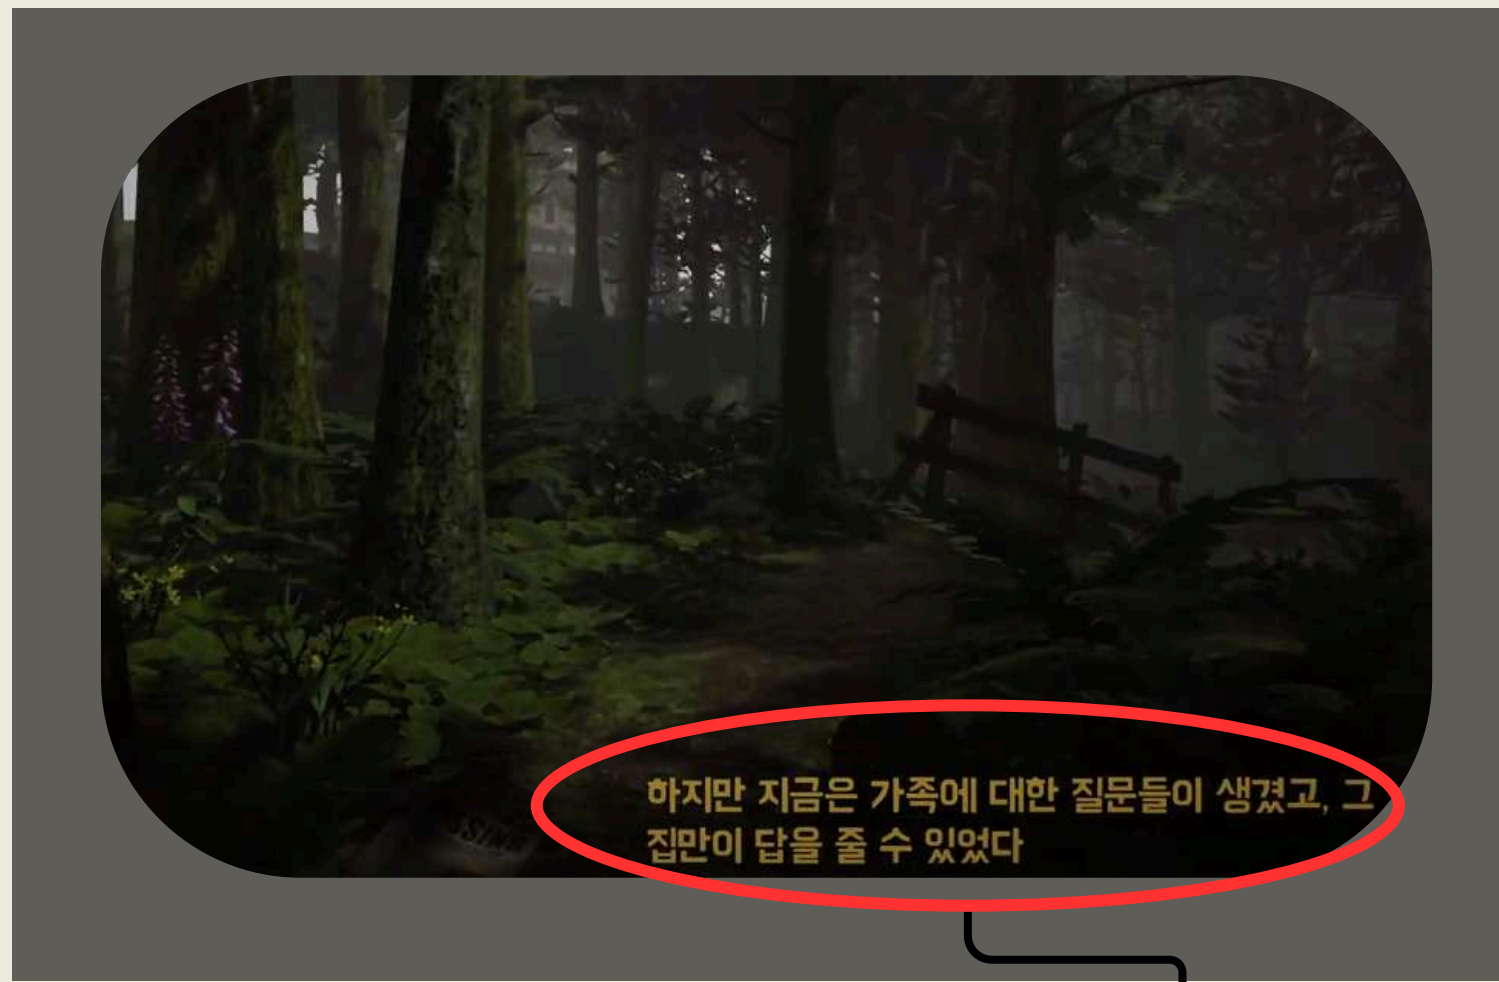 하지만 지금은 가족에 대한 질문들이 생겼고, 그
집만이 답을 줄 수 있었다